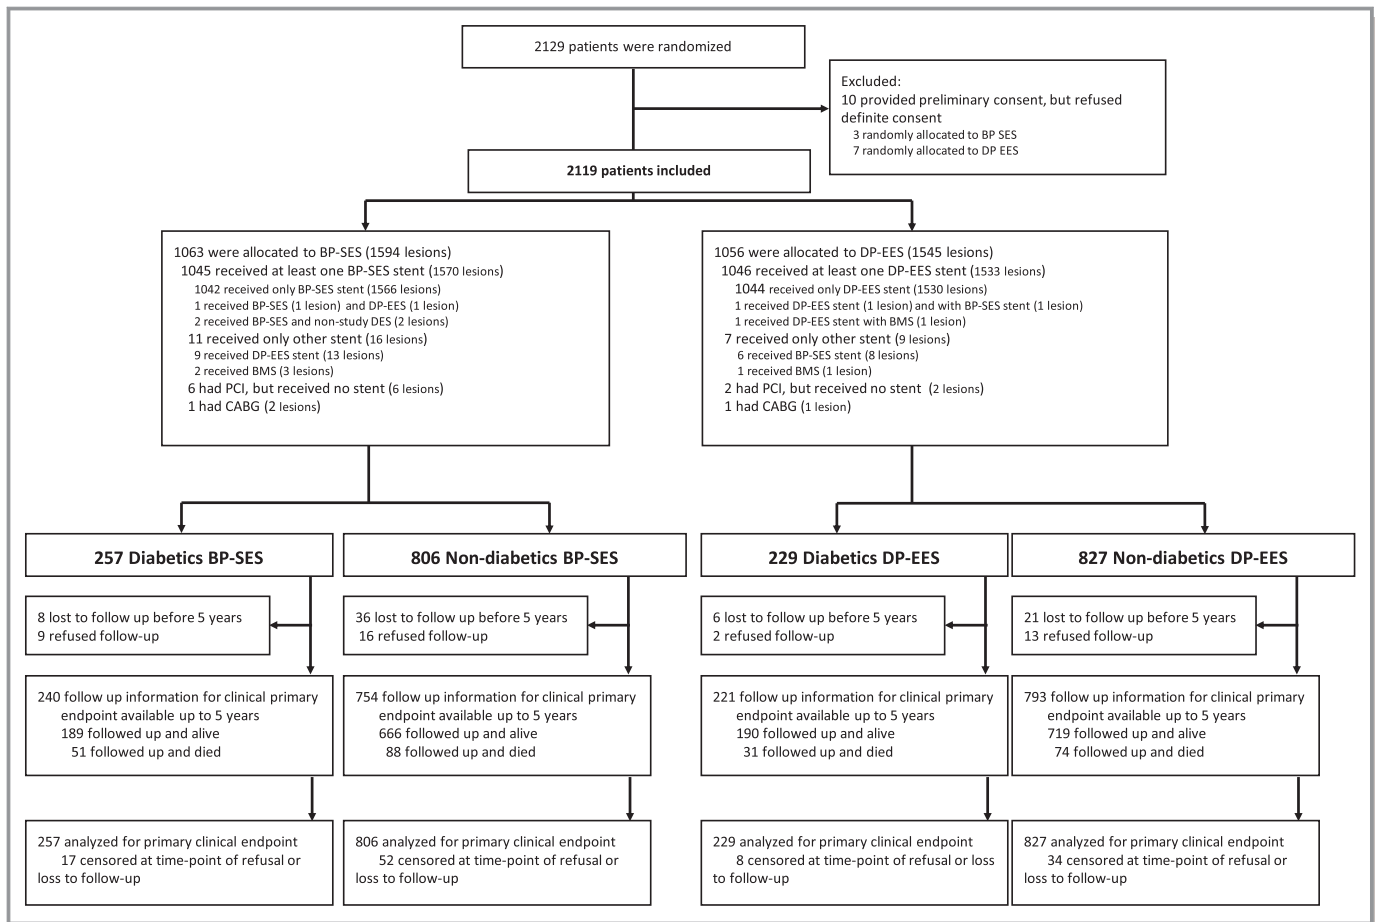 2129 patients were randomized
Excluded:
10 provided preliminary consent, but refused
definite consent
3 randomly allocated to BP SES
7 randomly allocated to DP EES
2119 patients included
1063 were allocated to BP-SES (1594 lesions)
1045 received at least one BP-SES stent (1570 lesions)
1042 received only BP-SES stent (1566 lesions)
1 received BP-SES (1 lesion) and DP-EES (1 lesion)
2 received BP-SES and non-study DES (2 lesions)
11 received only other stent (16 lesions)
9 received DP-EES stent (13 lesions)
2 received BMS (3 lesions)
6 had PCI, but received no stent (6 lesions)
1 had CABG (2 lesions)
1056 were allocated to DP-EES (1545 lesions)
1046 received at least one DP-EES stent (1533 lesions)
1044 received only DP-EES stent (1530 lesions)
1 received DP-EES stent (1 lesion) and with BP-SES stent (1 lesion)
1 received DP-EES stent with BMS (1 lesion)
7 received only other stent (9 lesions)
6 received BP-SES stent (8 lesions)
1 received BMS (1 lesion)
2 had PCI, but received no stent (2 lesions)
1 had CABG (1 lesion)
257 Diabetics BP-SES
806 Non-diabetics BP-SES
229 Diabetics DP-EES
827 Non-diabetics DP-EES
8 lost to follow up before 5 years
9 refused follow-up
36 lost to follow up before 5 years
16 refused follow-up
6 lost to follow up before 5 years
2 refused follow-up
21 lost to follow up before 5 years
13 refused follow-up
240 follow up information for clinical primary
endpoint available up to 5 years
189 followed up and alive
51 followed up and died
754 follow up information for clinical primary
endpoint available up to 5 years
666 followed up and alive
88 followed up and died
221 follow up information for clinical primary
endpoint available up to 5 years
190 followed up and alive
31 followed up and died
793 follow up information for clinical primary
endpoint available up to 5 years
719 followed up and alive
74 followed up and died
257 analyzed for primary clinical endpoint
17 censored at time-point of refusal or
loss to follow-up
806 analyzed for primary clinical endpoint
52 censored at time-point of refusal or
loss to follow-up
229 analyzed for primary clinical endpoint
8 censored at time-point of refusal or loss
to follow-up
827 analyzed for primary clinical endpoint
34 censored at time-point of refusal or
loss to follow-up